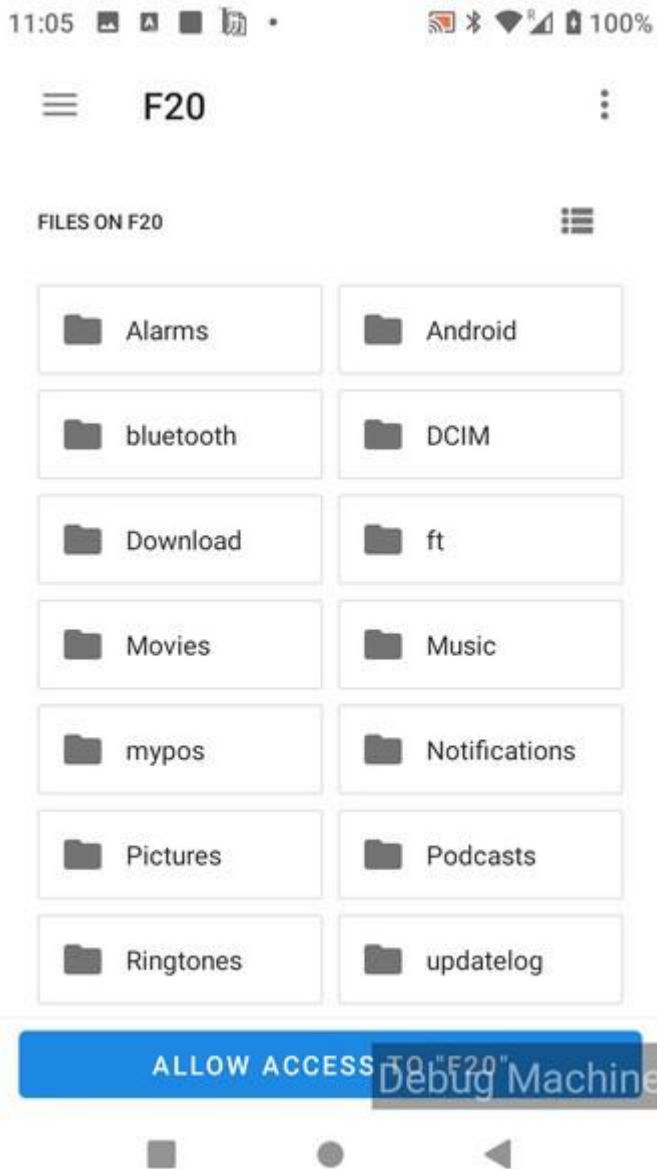 11:05 R 100%
F20
FILES ON F20
Alarms Android
bluetooth DCIM
Download ft
Movies Music
mypos Notifications
Pictures Podcasts
Ringtones updatelog
ALLOW ACCESS TO "F20"
Debug Machine